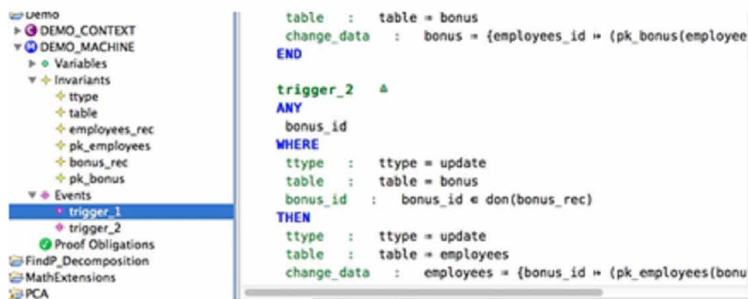 Demo
DEMO_CONTEXT
DEMO_MACHINE
Variables
Invariants
ttype
table
employees_rec
pk_employees
bonus_rec
pk_bonus
Events
trigger_1
trigger_2
Proof Obligations
FindP_Decomposition
MathExtensions
PCA
table : table = bonus
change_data : bonus = {employees_id ↦ (pk_bonus(employee
END
trigger_2 ≙
ANY
bonus_id
WHERE
ttype : ttype = update
table : table = bonus
bonus_id : bonus_id ∈ don(bonus_rec)
THEN
ttype : ttype = update
table : table = employees
change_data : employees = {bonus_id ↦ (pk_employees(bonu